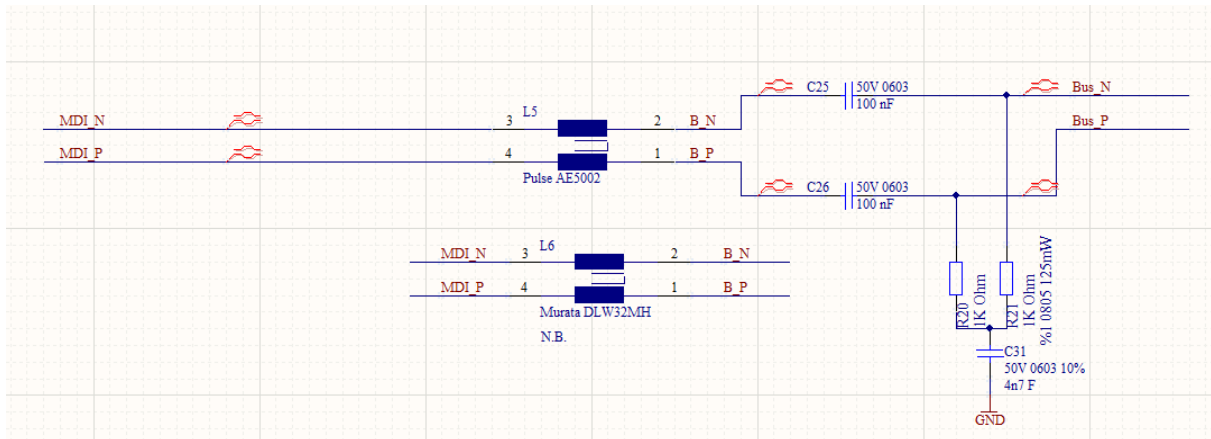 C25
50V 0603
100 nF
Bus_N
MDI_N
3
L5
2
B_N
Bus_P
MDI_P
4
1
B_P
Pulse AE5002
C26
50V 0603
100 nF
MDI_N
3
L6
2
B_N
MDI_P
4
1
B_P
Murata DLW32MH
N.B.
R20
1K Ohm
R21
1K Ohm
%1 0805 125mW
C31
50V 0603 10%
4n7 F
GND